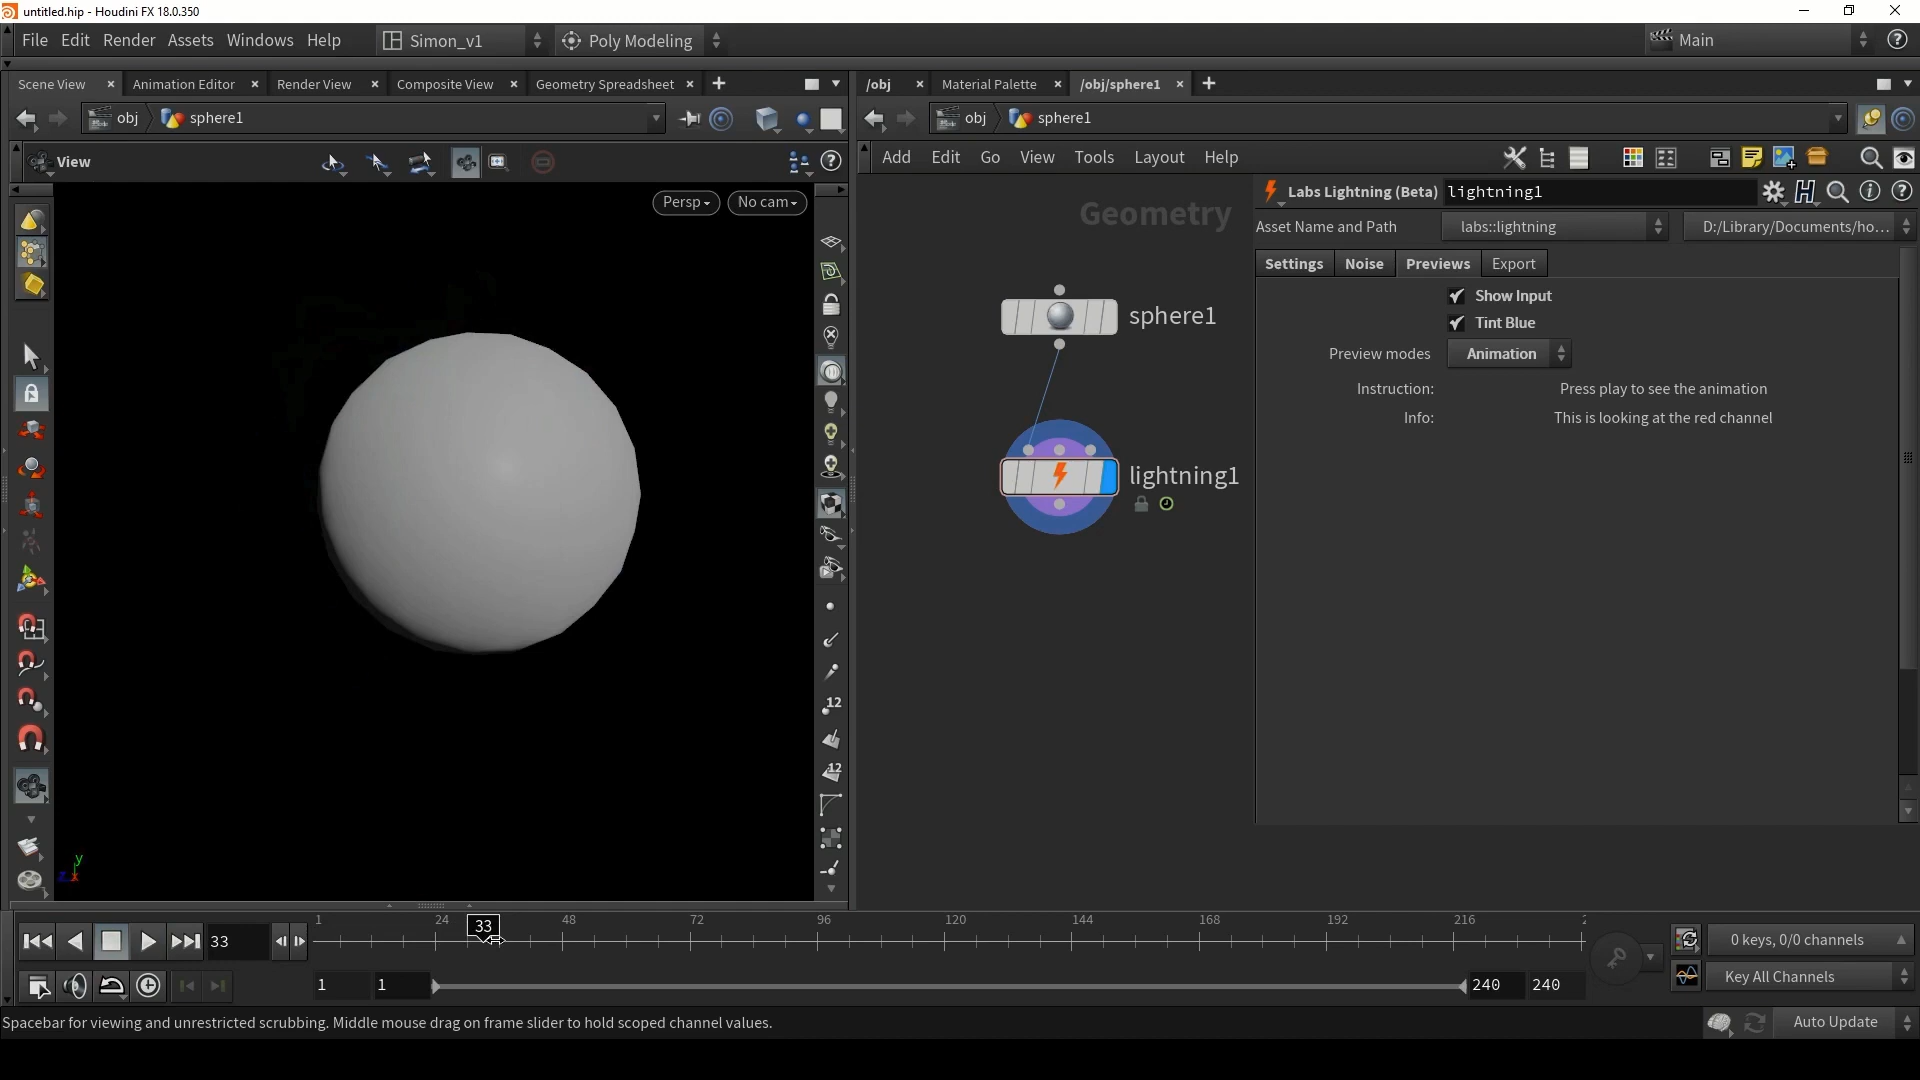 untitled.hip - Houdini FX 18.0.350
File Edit Render Assets Windows Help Simon_v1 Poly Modeling Main
Scene View Animation Editor Render View Composite View Geometry Spreadsheet
/obj Material Palette /obj/sphere1
obj sphere1
obj sphere1
View
Add Edit Go View Tools Layout Help
Persp No cam
Geometry
sphere1
lightning1
Labs Lightning (Beta) lightning1
Asset Name and Path labs::lightning D:/Library/Documents/ho...
Settings Noise Previews Export
Show Input
Tint Blue
Preview modes Animation
Instruction: Press play to see the animation
Info: This is looking at the red channel
12
12
y
z x
33
1 24 48 72 96 120 144 168 192 216 2
33
0 keys, 0/0 channels
1 1 240 240
Key All Channels
Spacebar for viewing and unrestricted scrubbing. Middle mouse drag on frame slider to hold scoped channel values.
Auto Update